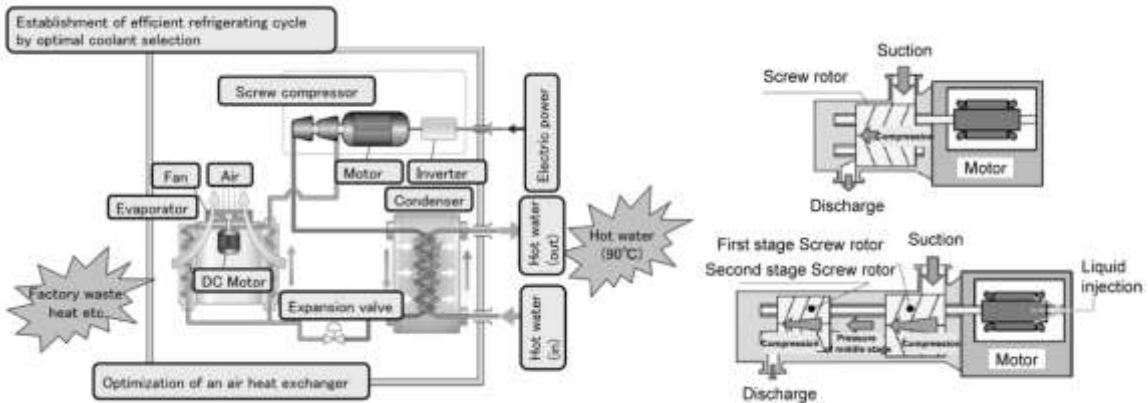 Establishment of efficient refrigerating cycle
by optimal coolant selection
Screw compressor
Electric power
Fan
Air
Motor
Inverter
Evaporator
Condenser
Hot water
(out)
Hot water
(90℃)
DC Motor
Factory waste
heat etc.
Expansion valve
Hot water
(in)
Optimization of an air heat exchanger
Suction
Screw rotor
Compression
Motor
Discharge
First stage Screw rotor
Suction
Second stage Screw rotor
Liquid
injection
Compression
Pressure
of middle stage
Compression
Motor
Discharge